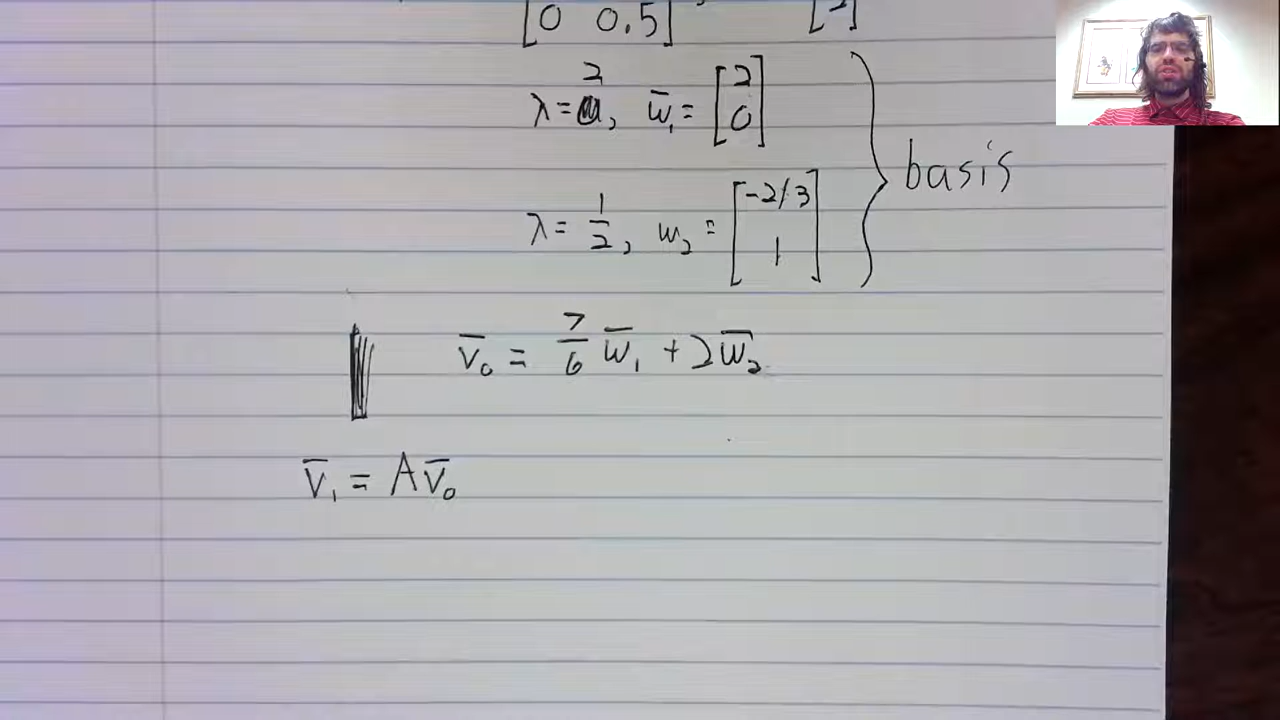 [0 0.5] [2]
λ = 2, w̄₁ = [2 0]
λ = 1/2, w₂ = [-2/3 1]
} basis
v̄₀ = 7/6 w̄₁ + 2w̄₂
v̄₁ = Av̄₀